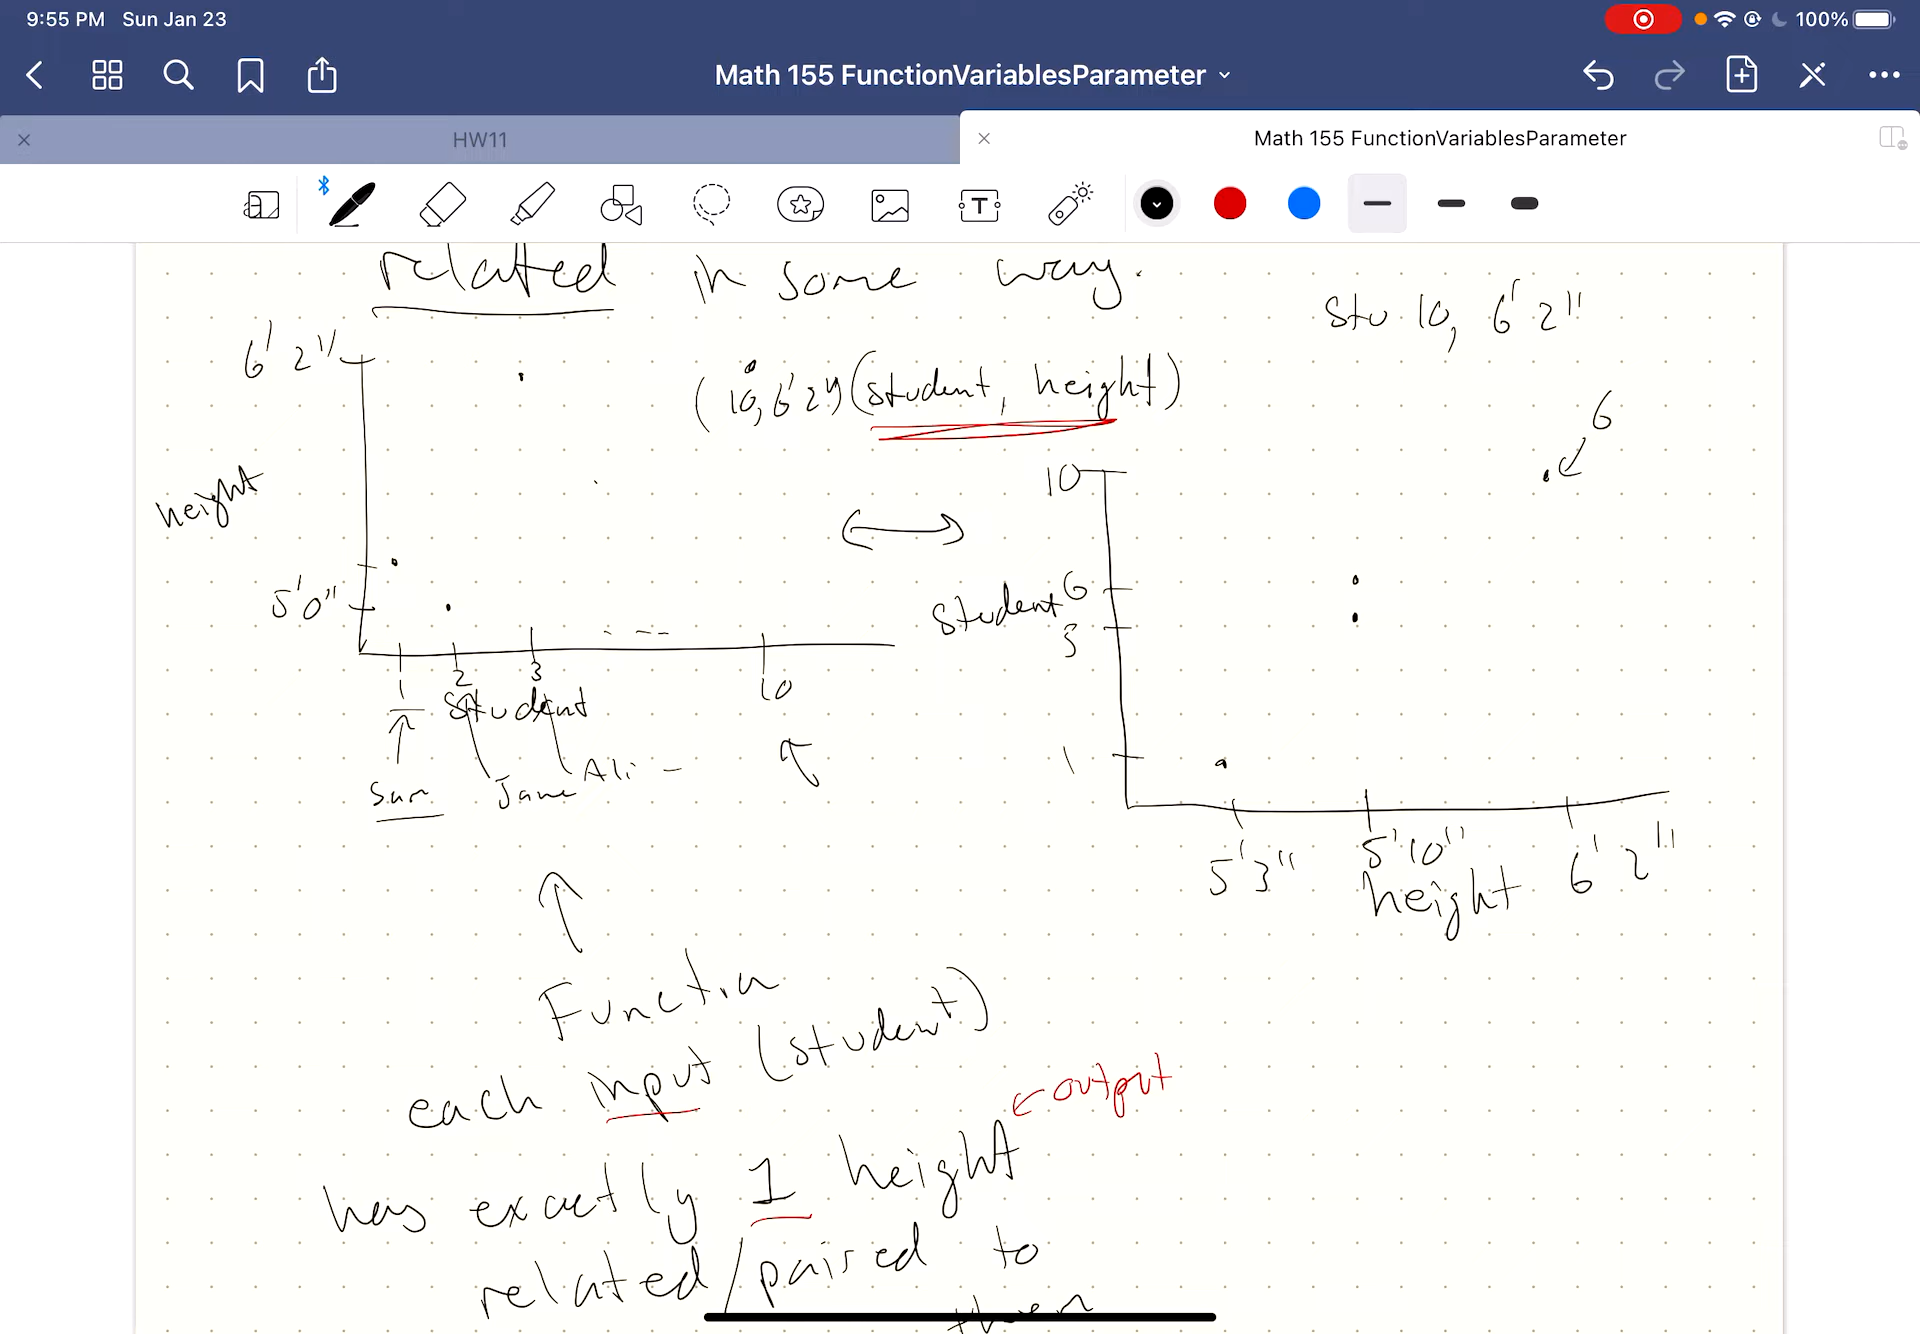 9:55 PM Sun Jan 23
100%
Math 155 FunctionVariablesParameter
HW11
Math 155 FunctionVariablesParameter
T
related in some way.
Stu 10, 6'2"
6'2"
(10, 6'2") (student, height)
6
10
height
5'0"
Student
6
3
1 2 3 --- 10
Student
1
Sam Jane Ali -
5'3" 5'10" 6'2"
height
Function
each input (student)
← output
has exactly 1 height
related/paired to
them